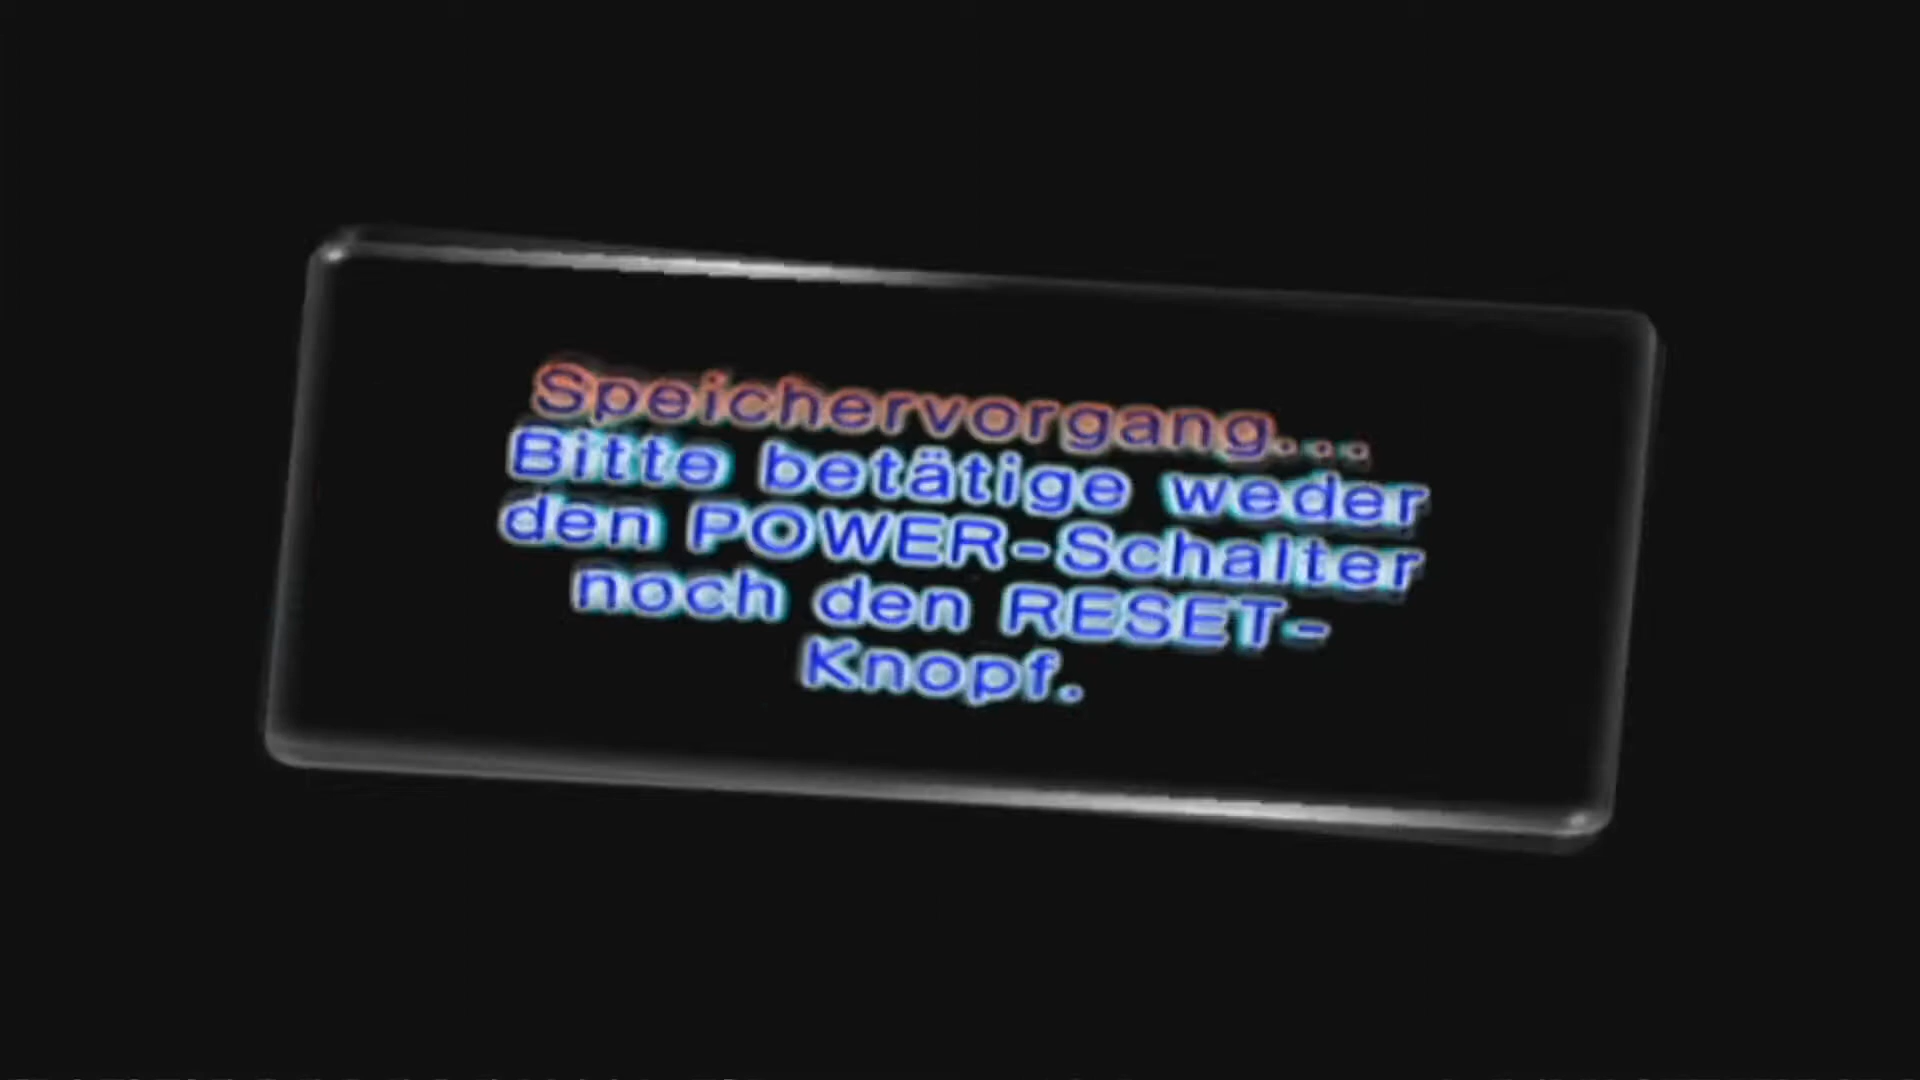 Speichervorgang...
Bitte betätige weder
den POWER-Schalter
noch den RESET-
Knopf.